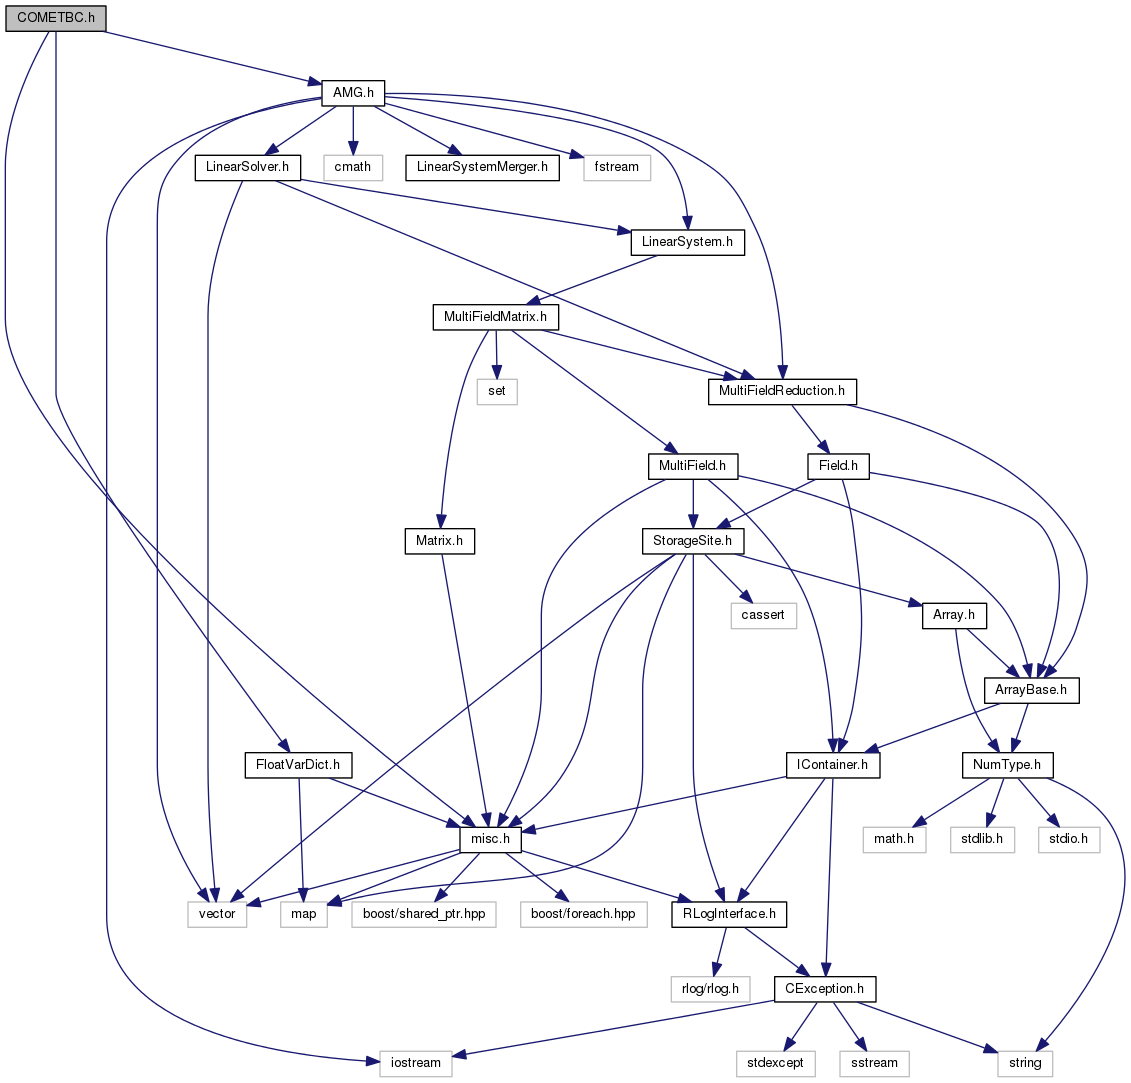 COMETBC.h
AMG.h
LinearSolver.h
cmath
LinearSystemMerger.h
fstream
LinearSystem.h
MultiFieldMatrix.h
set
MultiFieldReduction.h
MultiField.h
Field.h
Matrix.h
StorageSite.h
cassert
Array.h
ArrayBase.h
FloatVarDict.h
IContainer.h
NumType.h
misc.h
math.h
stdlib.h
stdio.h
vector
map
boost/shared_ptr.hpp
boost/foreach.hpp
RLogInterface.h
rlog/rlog.h
CException.h
iostream
stdexcept
sstream
string